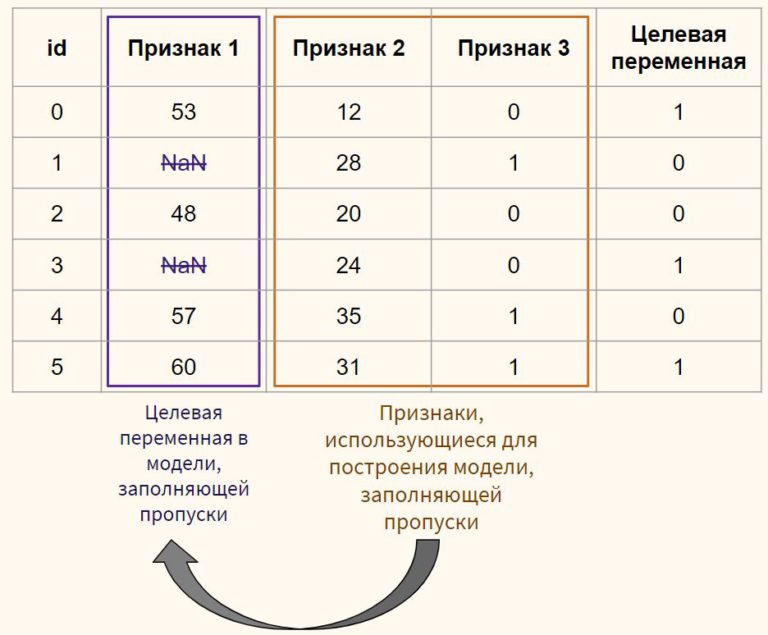 id Признак 1 Признак 2 Признак 3 Целевая переменная
0 53 12 0 1
1 NaN 28 1 0
2 48 20 0 0
3 NaN 24 0 1
4 57 35 1 0
5 60 31 1 1
Целевая
переменная в
модели,
заполняющей
пропуски
Признаки,
использующиеся для
построения модели,
заполняющей
пропуски